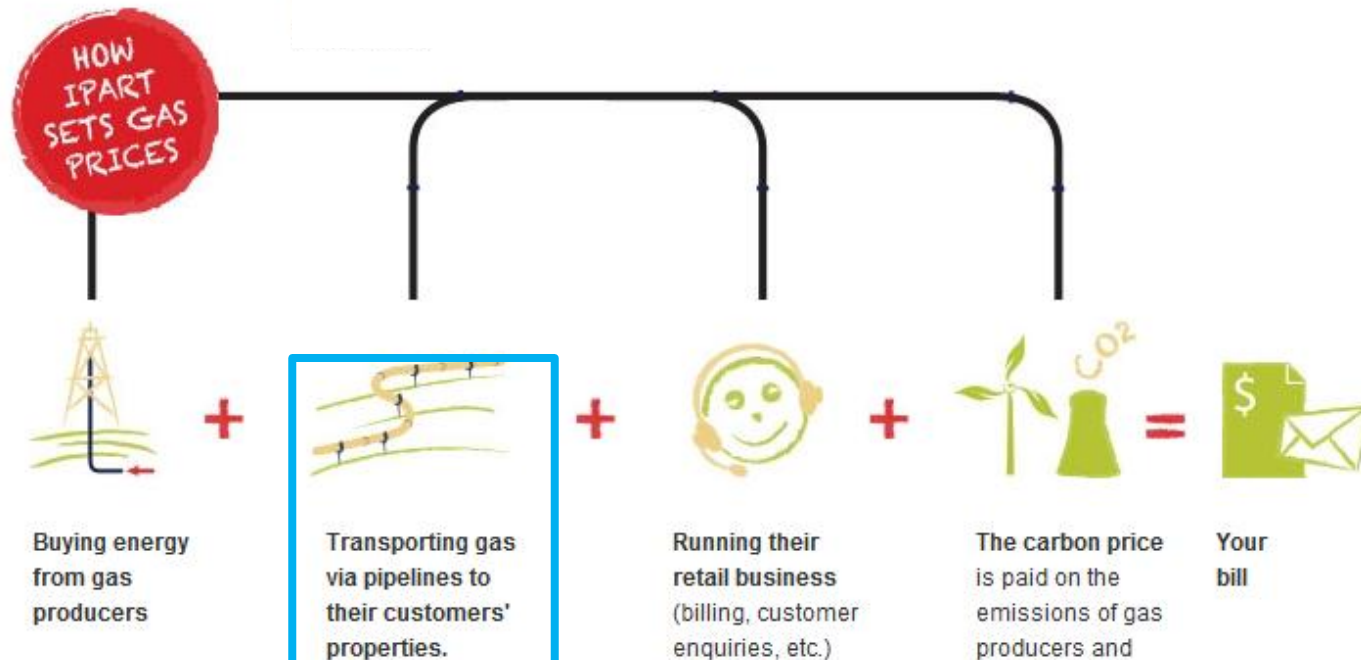 HOW
IPART
SETS GAS
PRICES
CO2
+
+
+
=
$
Buying energy
from gas
producers
Transporting gas
via pipelines to
their customers'
properties.
Running their
retail business
(billing, customer
enquiries, etc.)
The carbon price
is paid on the
emissions of gas
producers and
Your
bill